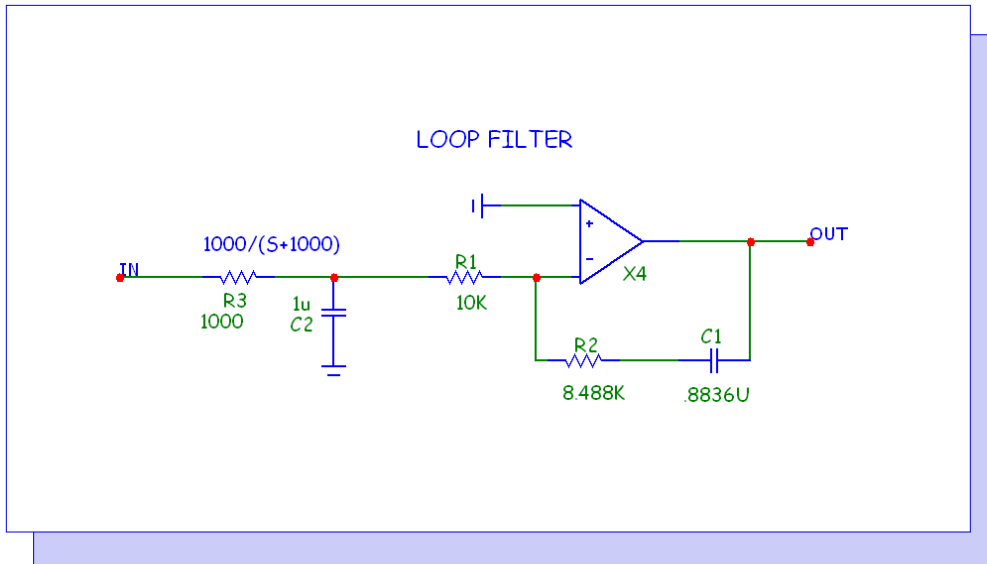 LOOP FILTER
1000/(S+1000)
IN
R3
1000
1u
C2
R1
10K
+
-
X4
OUT
R2
8.488K
C1
.8836U